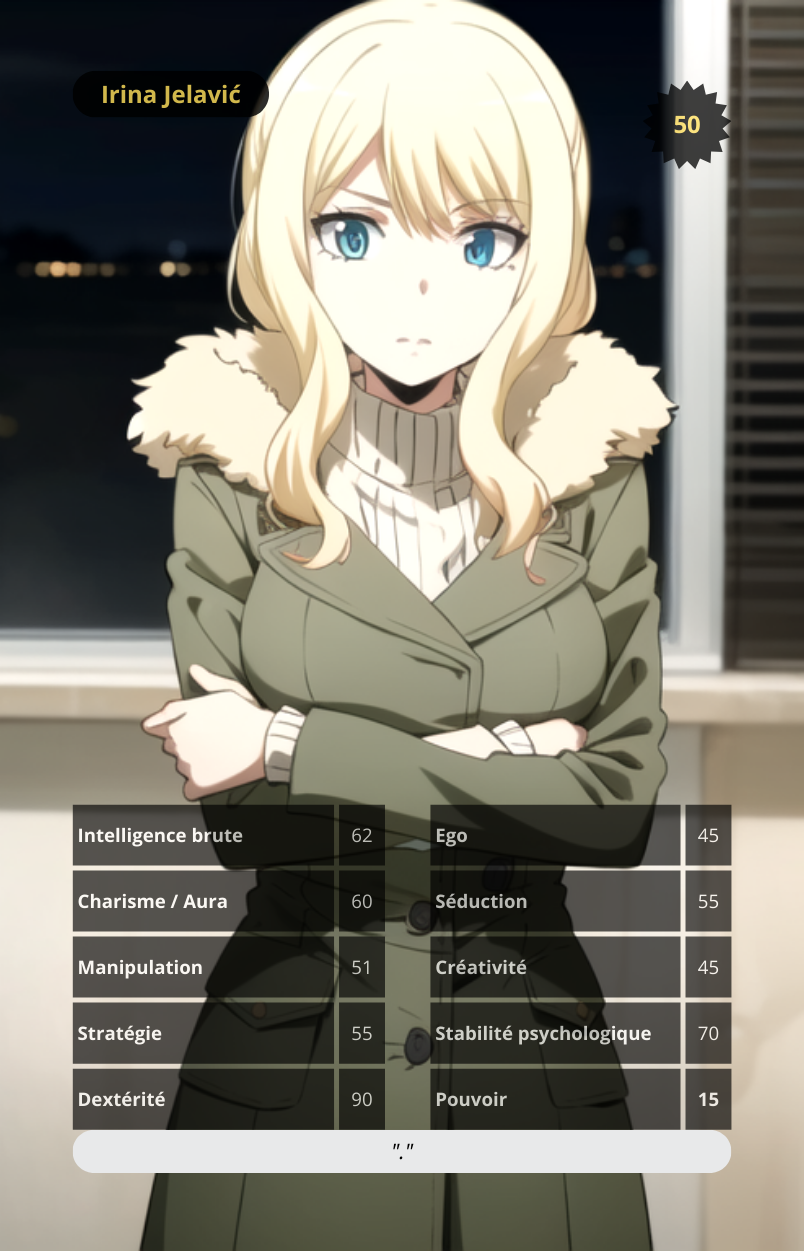 Irina Jelavić
50
Intelligence brute 62
Ego 45
Charisme / Aura 60
Séduction 55
Manipulation 51
Créativité 45
Stratégie 55
Stabilité psychologique 70
Dextérité 90
Pouvoir 15
"."